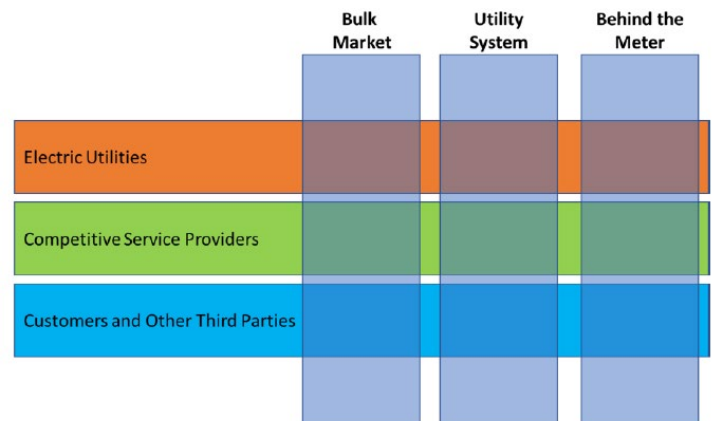 Bulk
Market
Utility
System
Behind the
Meter
Electric Utilities
Competitive Service Providers
Customers and Other Third Parties